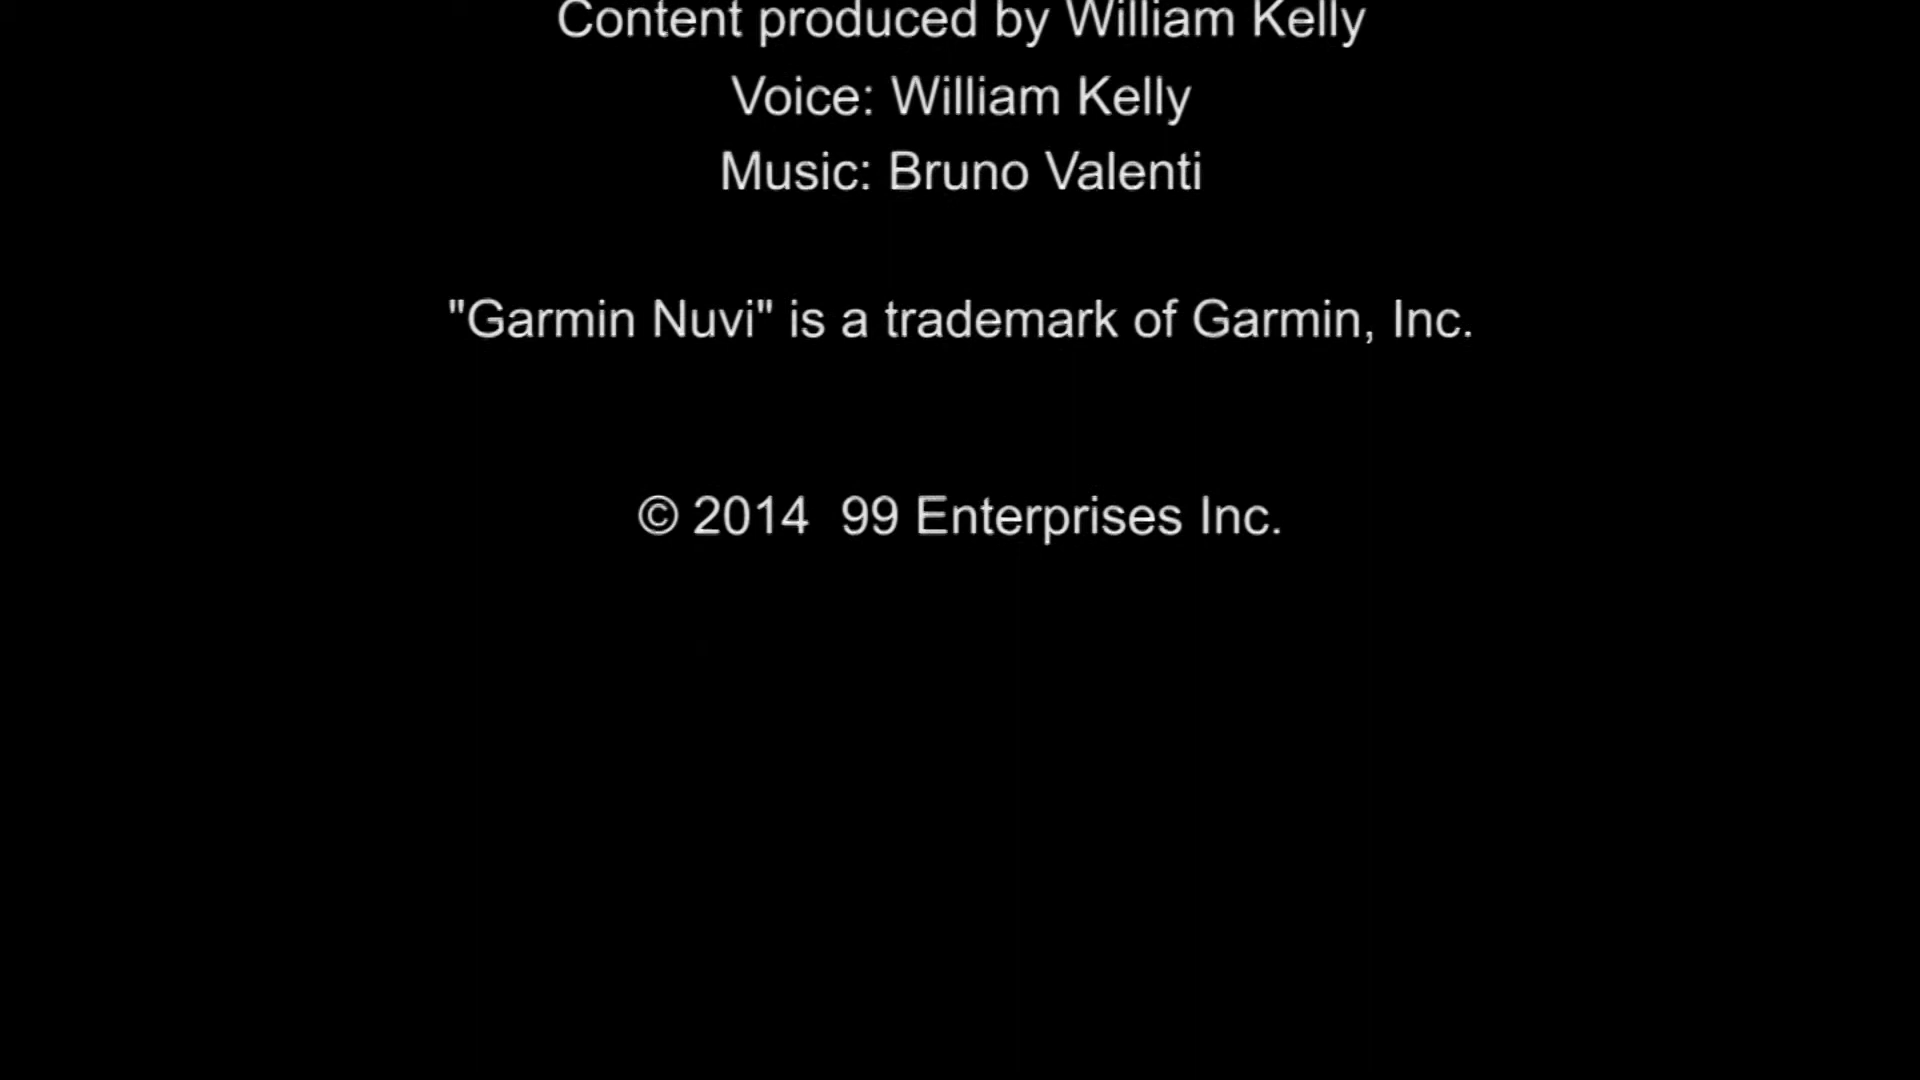 Content produced by William Kelly
Voice: William Kelly
Music: Bruno Valenti
"Garmin Nuvi" is a trademark of Garmin, Inc.
© 2014  99 Enterprises Inc.